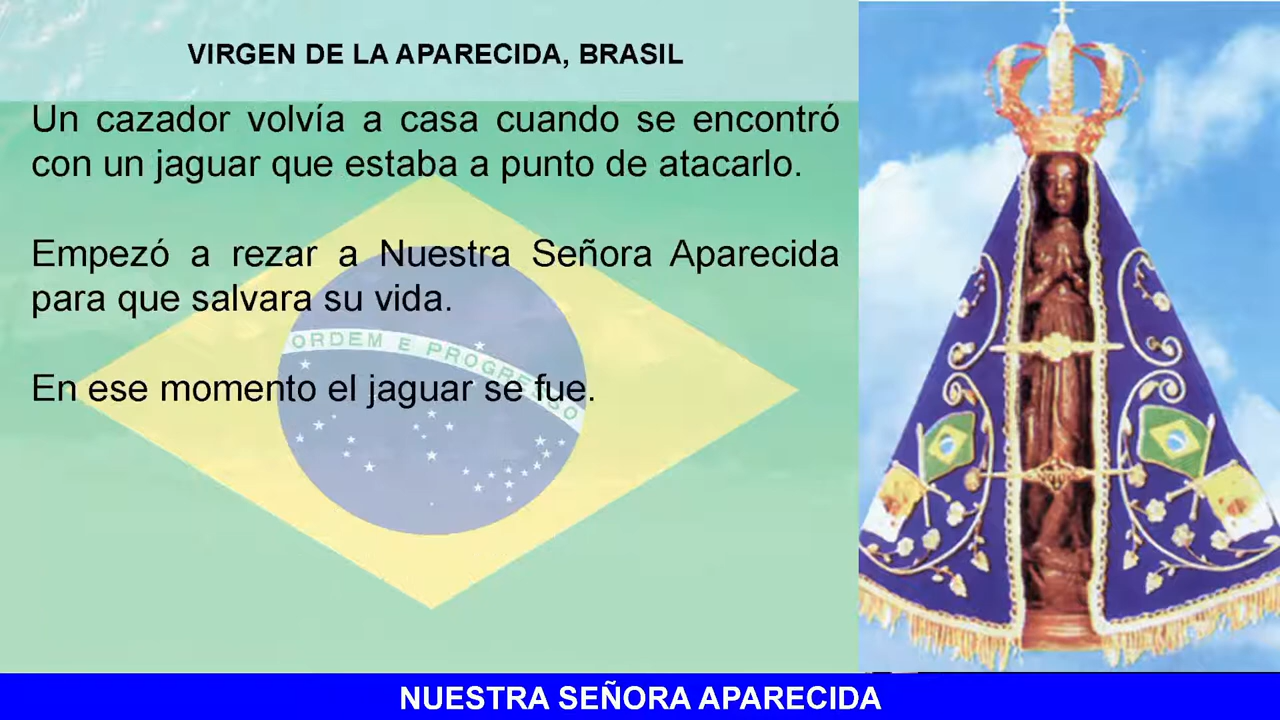 VIRGEN DE LA APARECIDA, BRASIL
Un cazador volvía a casa cuando se encontró
con un jaguar que estaba a punto de atacarlo.
Empezó a rezar a Nuestra Señora Aparecida
para que salvara su vida.
ORDEM E PROGRESSO
En ese momento el jaguar se fue.
NUESTRA SEÑORA APARECIDA